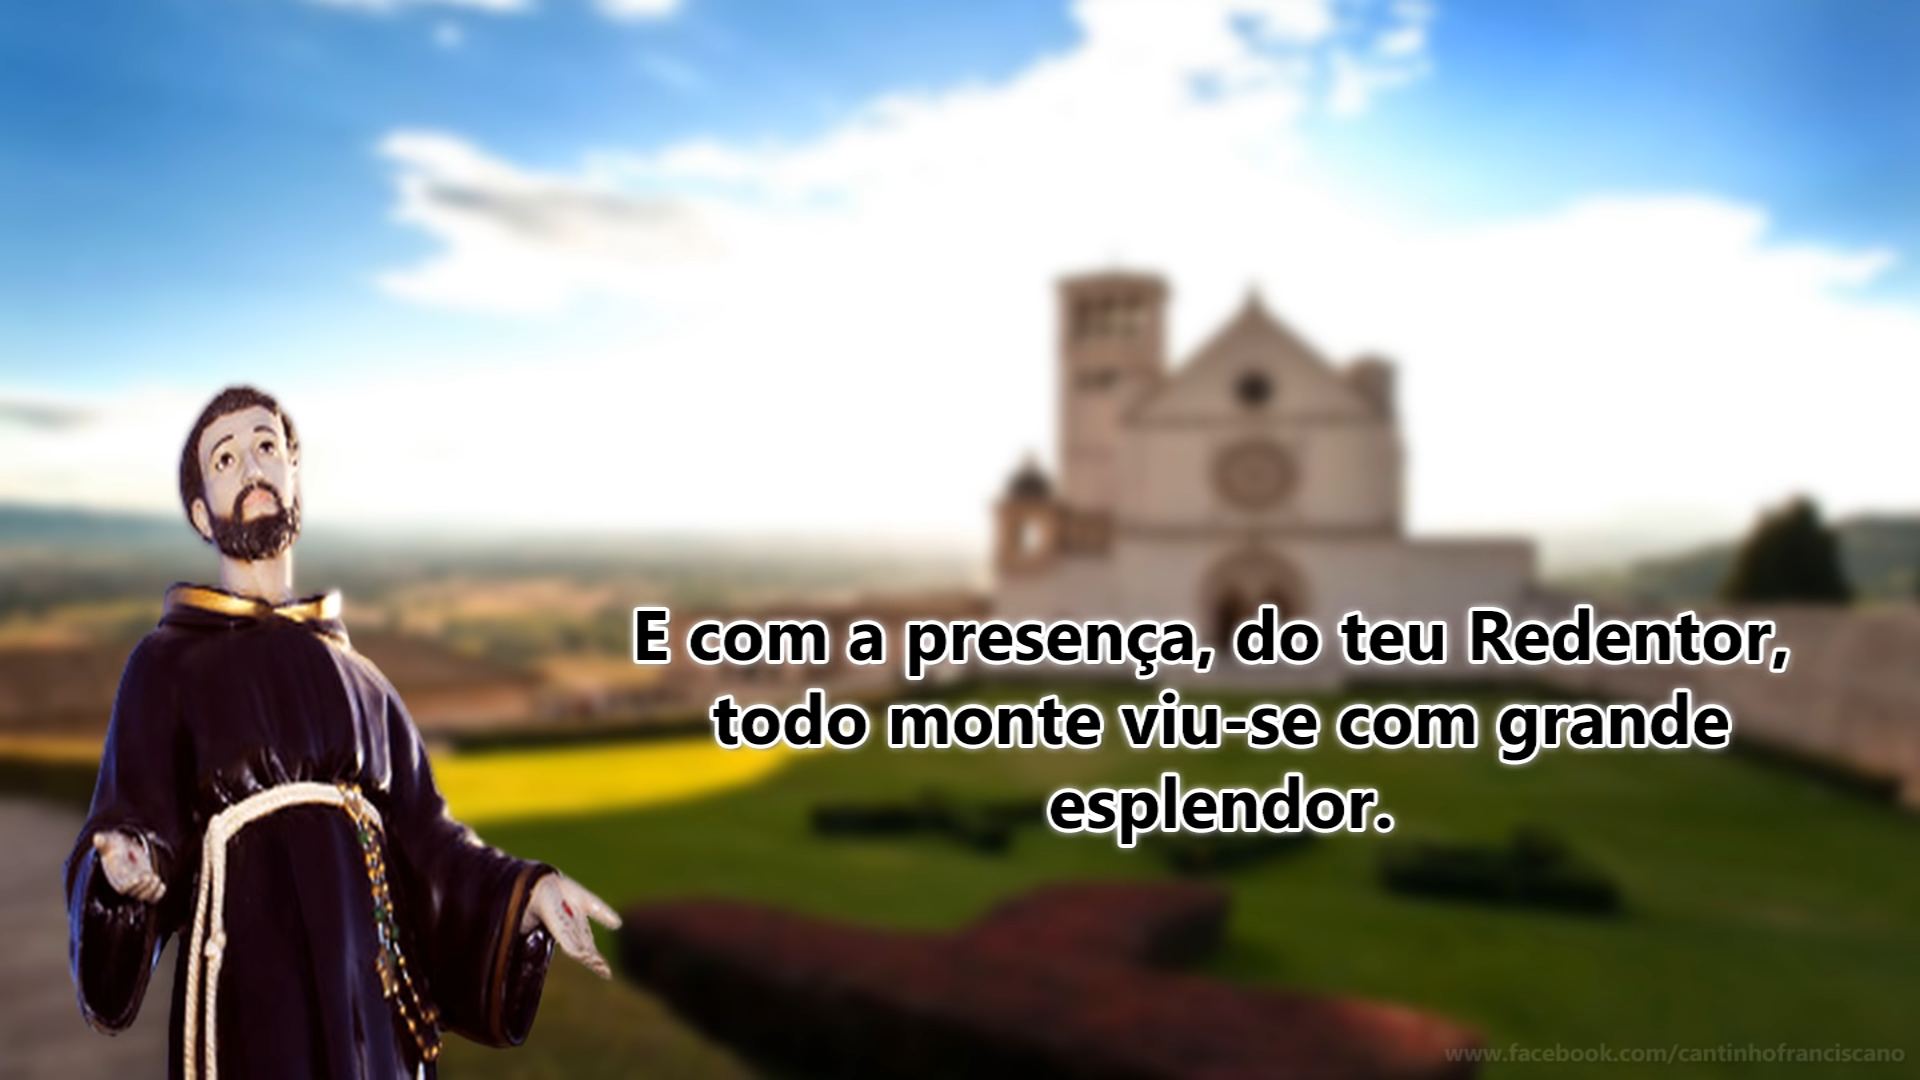 E com a presença, do teu Redentor,
todo monte viu-se com grande
esplendor.
www.facebook.com/cantinhofranciscano